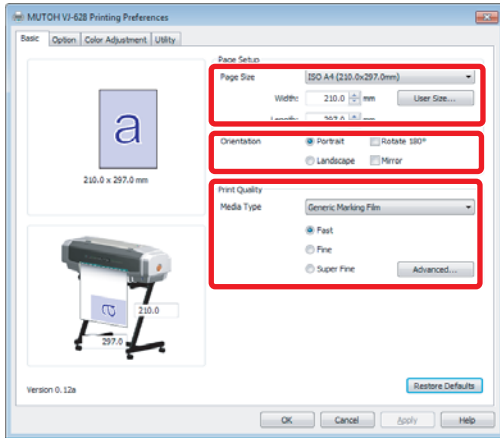 MUTOH VJ-628 Printing Preferences
Basic Option Color Adjustment Utility
Page Setup
Page Size ISO A4 (210.0x297.0mm)
Width: 210.0 mm User Size...
Length: 297.0 mm
Orientation Portrait Rotate 180°
Landscape Mirror
a
210.0 x 297.0 mm
Print Quality
Media Type Generic Marking Film
Fast
Fine
Super Fine Advanced...
a
210.0
297.0
Version 0.12a
Restore Defaults
OK Cancel Apply Help